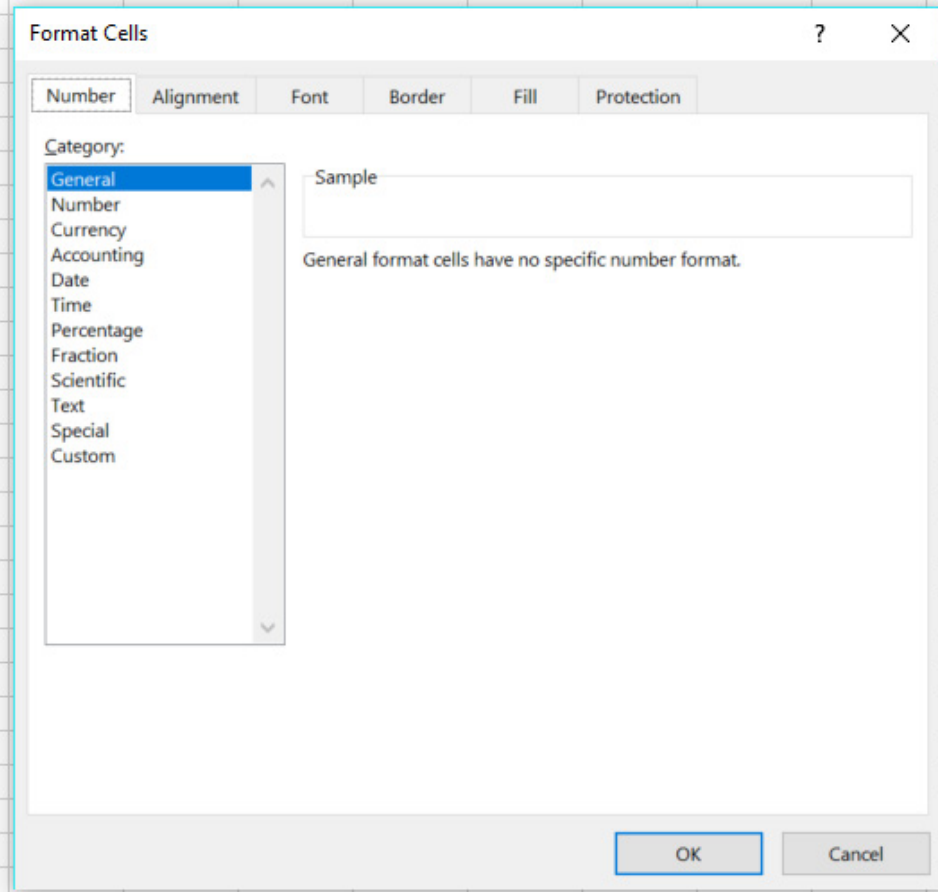 Format Cells ?
Number Alignment Font Border Fill Protection
Category:
General
Number
Currency
Accounting
Date
Time
Percentage
Fraction
Scientific
Text
Special
Custom
Sample
General format cells have no specific number format.
OK Cancel